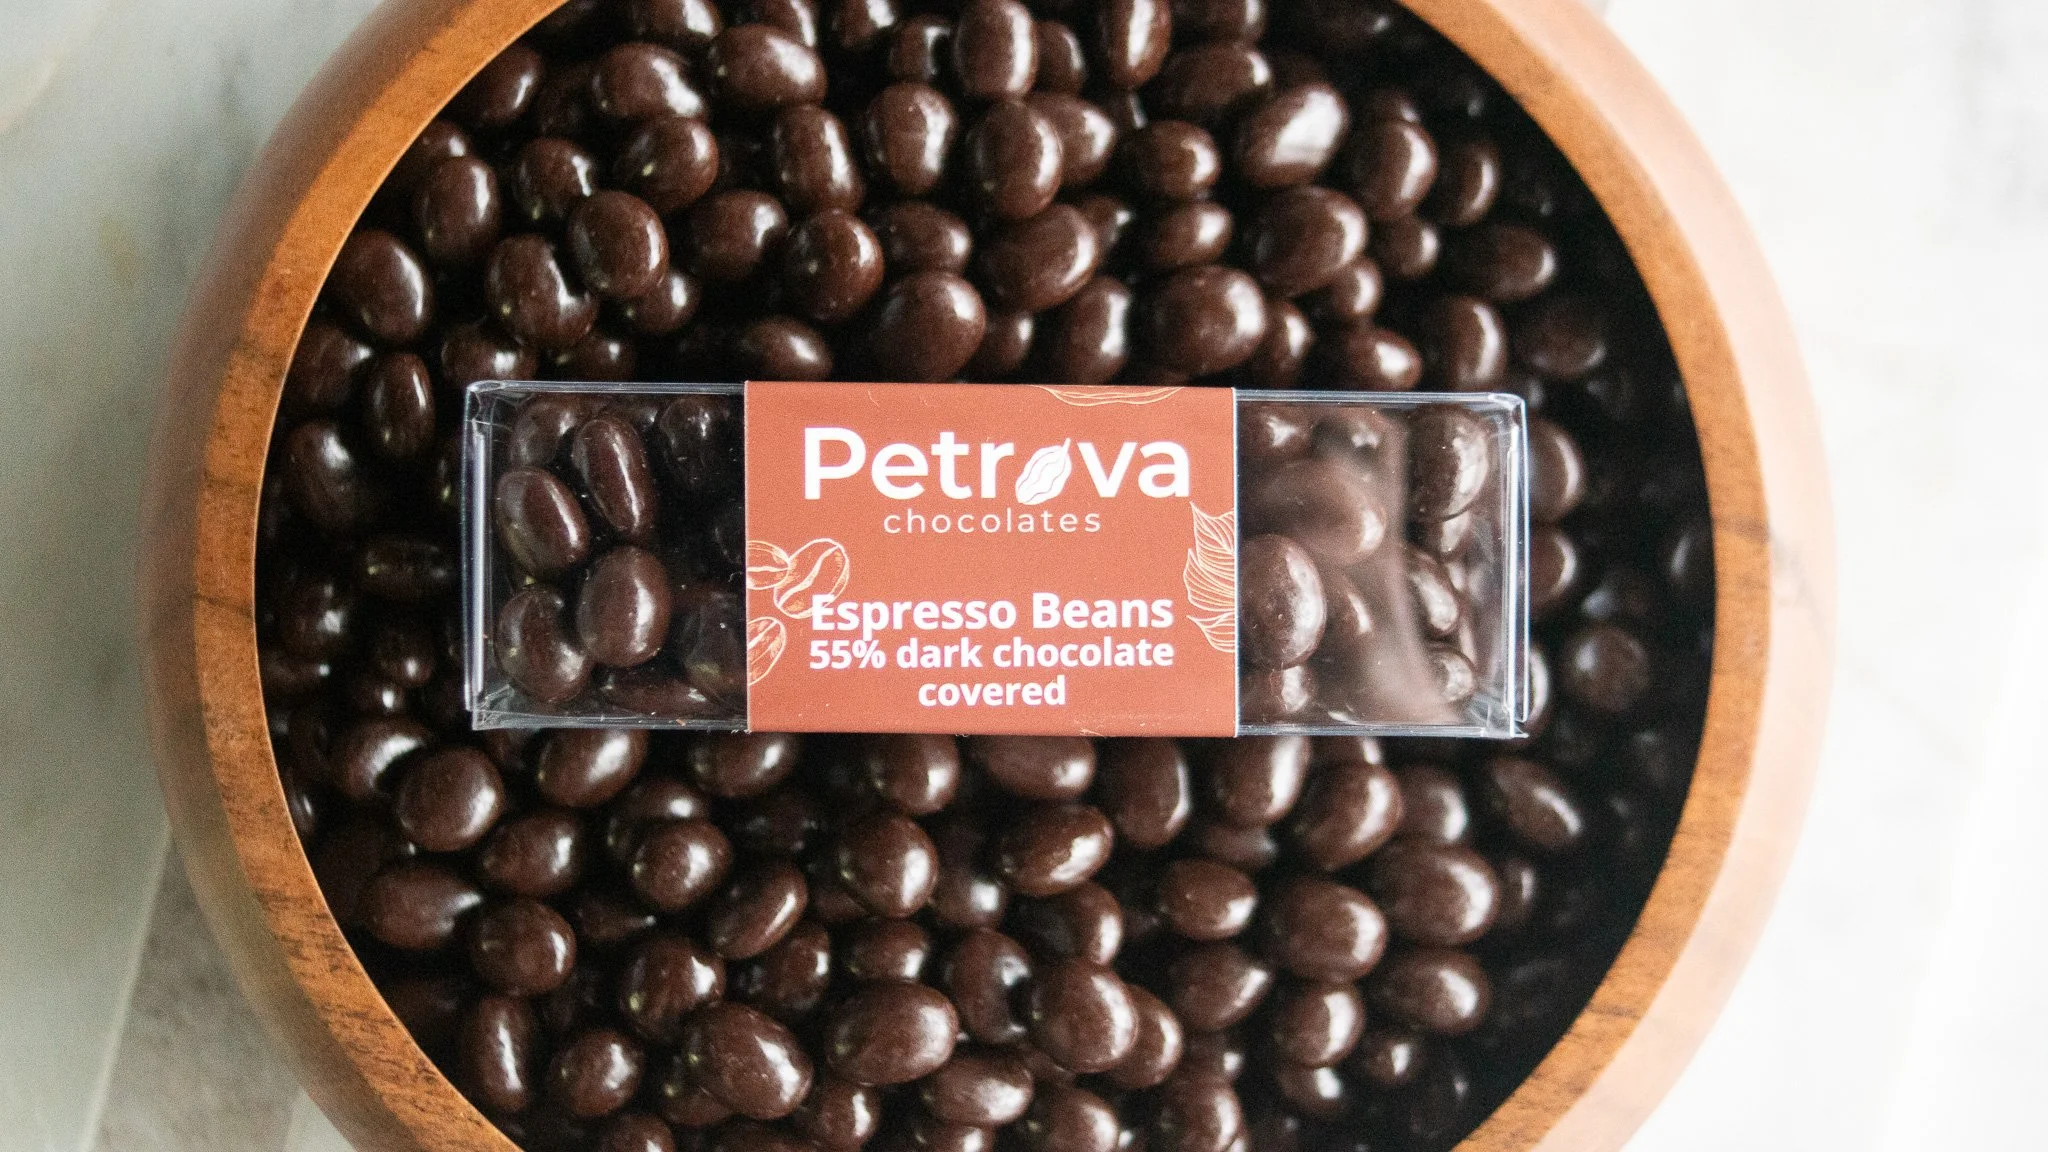 Petrova
chocolates
Espresso Beans
55% dark chocolate
covered